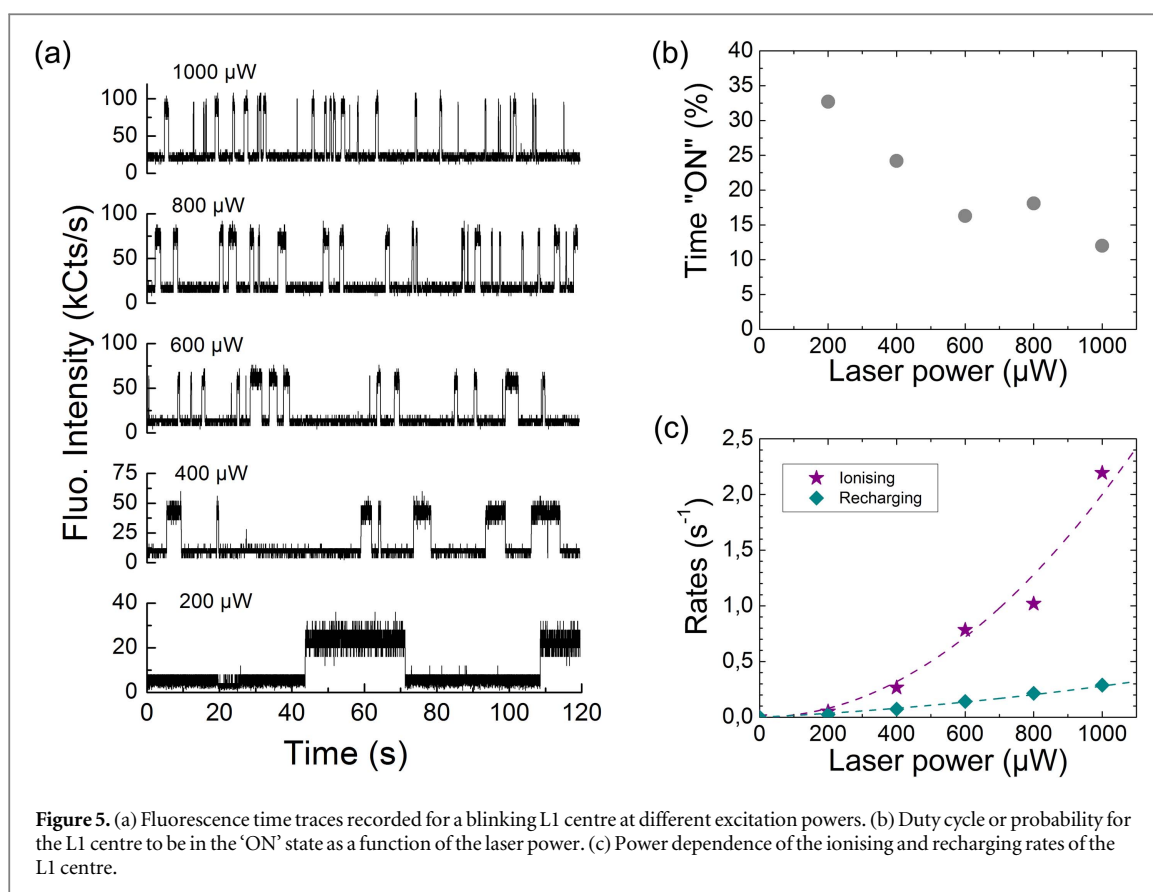 (a)
1000 µW
100
50
0
800 µW
100
50
0
600 µW
100
50
0
400 µW
75
50
25
0
200 µW
40
20
0
0 20 40 60 80 100 120
Time (s)
Fluo. Intensity (kCts/s)
(b)
40
35
30
25
20
15
10
5
0
0 200 400 600 800 1000
Laser power (µW)
Time "ON" (%)
(c)
2,5
2,0
1,5
1,0
0,5
0,0
0 200 400 600 800 1000
Laser power (µW)
Rates (s⁻¹)
Ionising
Recharging
Figure 5. (a) Fluorescence time traces recorded for a blinking L1 centre at different excitation powers. (b) Duty cycle or probability for
the L1 centre to be in the ‘ON’ state as a function of the laser power. (c) Power dependence of the ionising and recharging rates of the
L1 centre.